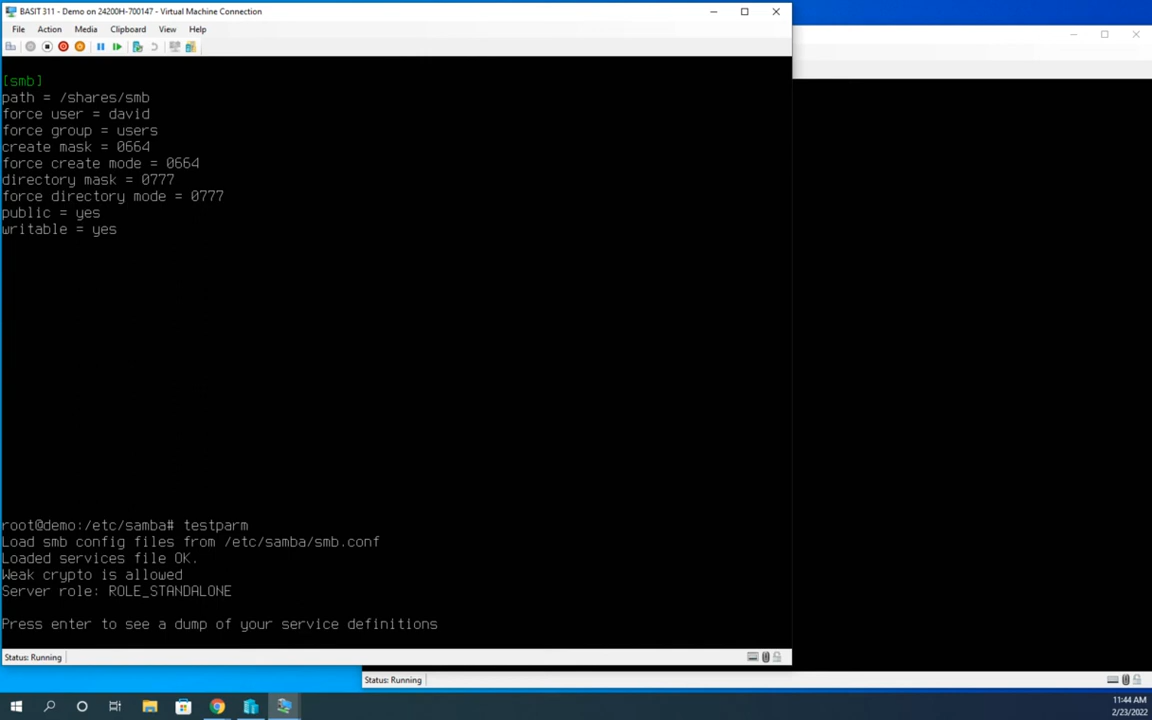 BASIT 311 - Demo on 24200H-700147 - Virtual Machine Connection
File Action Media Clipboard View Help
[smb]
path = /shares/smb
force user = david
force group = users
create mask = 0664
force create mode = 0664
directory mask = 0777
force directory mode = 0777
public = yes
writable = yes
root@demo:/etc/samba# testparm
Load smb config files from /etc/samba/smb.conf
Loaded services file OK.
Weak crypto is allowed
Server role: ROLE_STANDALONE
Press enter to see a dump of your service definitions
Status: Running
Status: Running
11:44 AM
2/23/2022